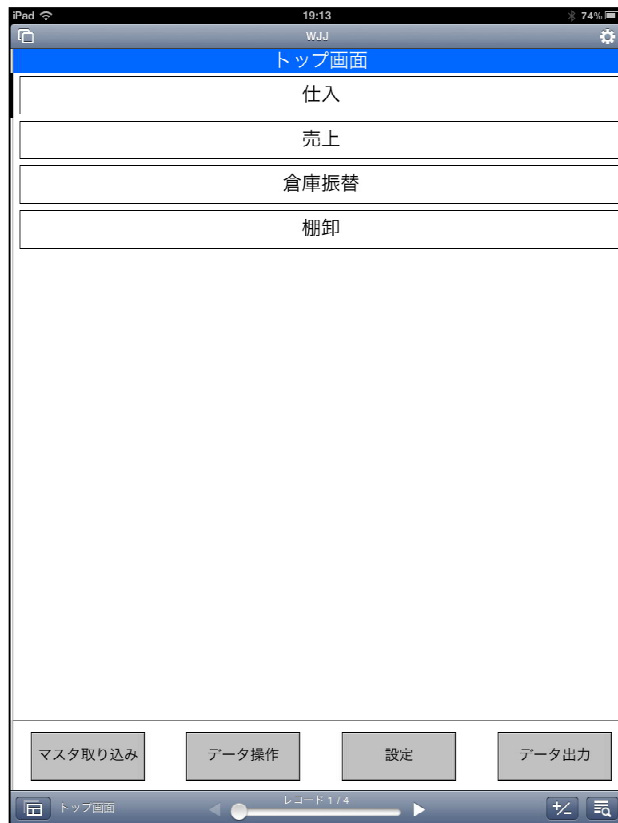 iPad 19:13 74%
WJJ
トップ画面
仕入
売上
倉庫振替
棚卸
マスタ取り込み データ操作 設定 データ出力
レコード 1 / 4
トップ画面